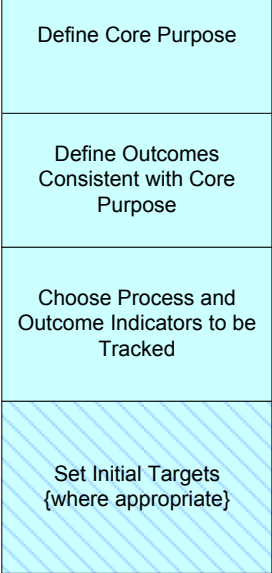 Define Core Purpose
Define Outcomes
Consistent with Core
Purpose
Choose Process and
Outcome Indicators to be
Tracked
Set Initial Targets
{where appropriate}